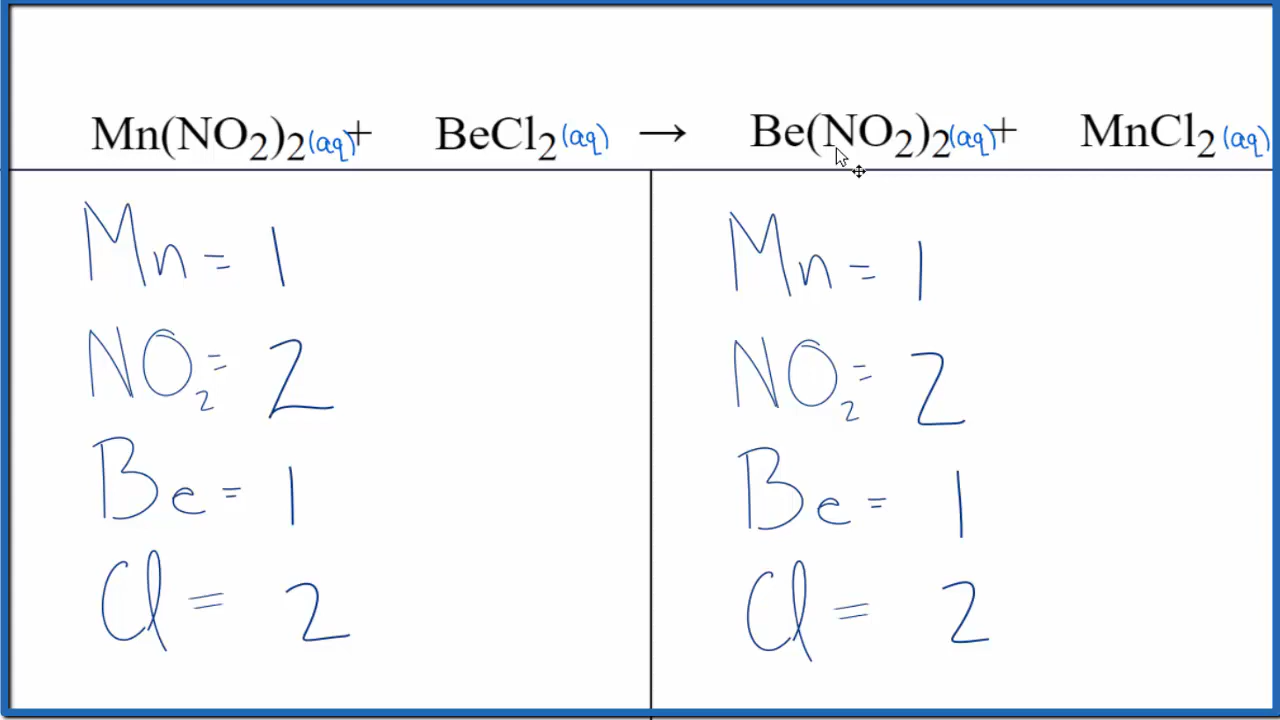 Mn(NO₂)₂(aq)+ BeCl₂(aq) → Be(NO₂)₂(aq)+ MnCl₂(aq)
Mn = 1
NO₂ = 2
Be = 1
Cl = 2
Mn = 1
NO₂ = 2
Be = 1
Cl = 2